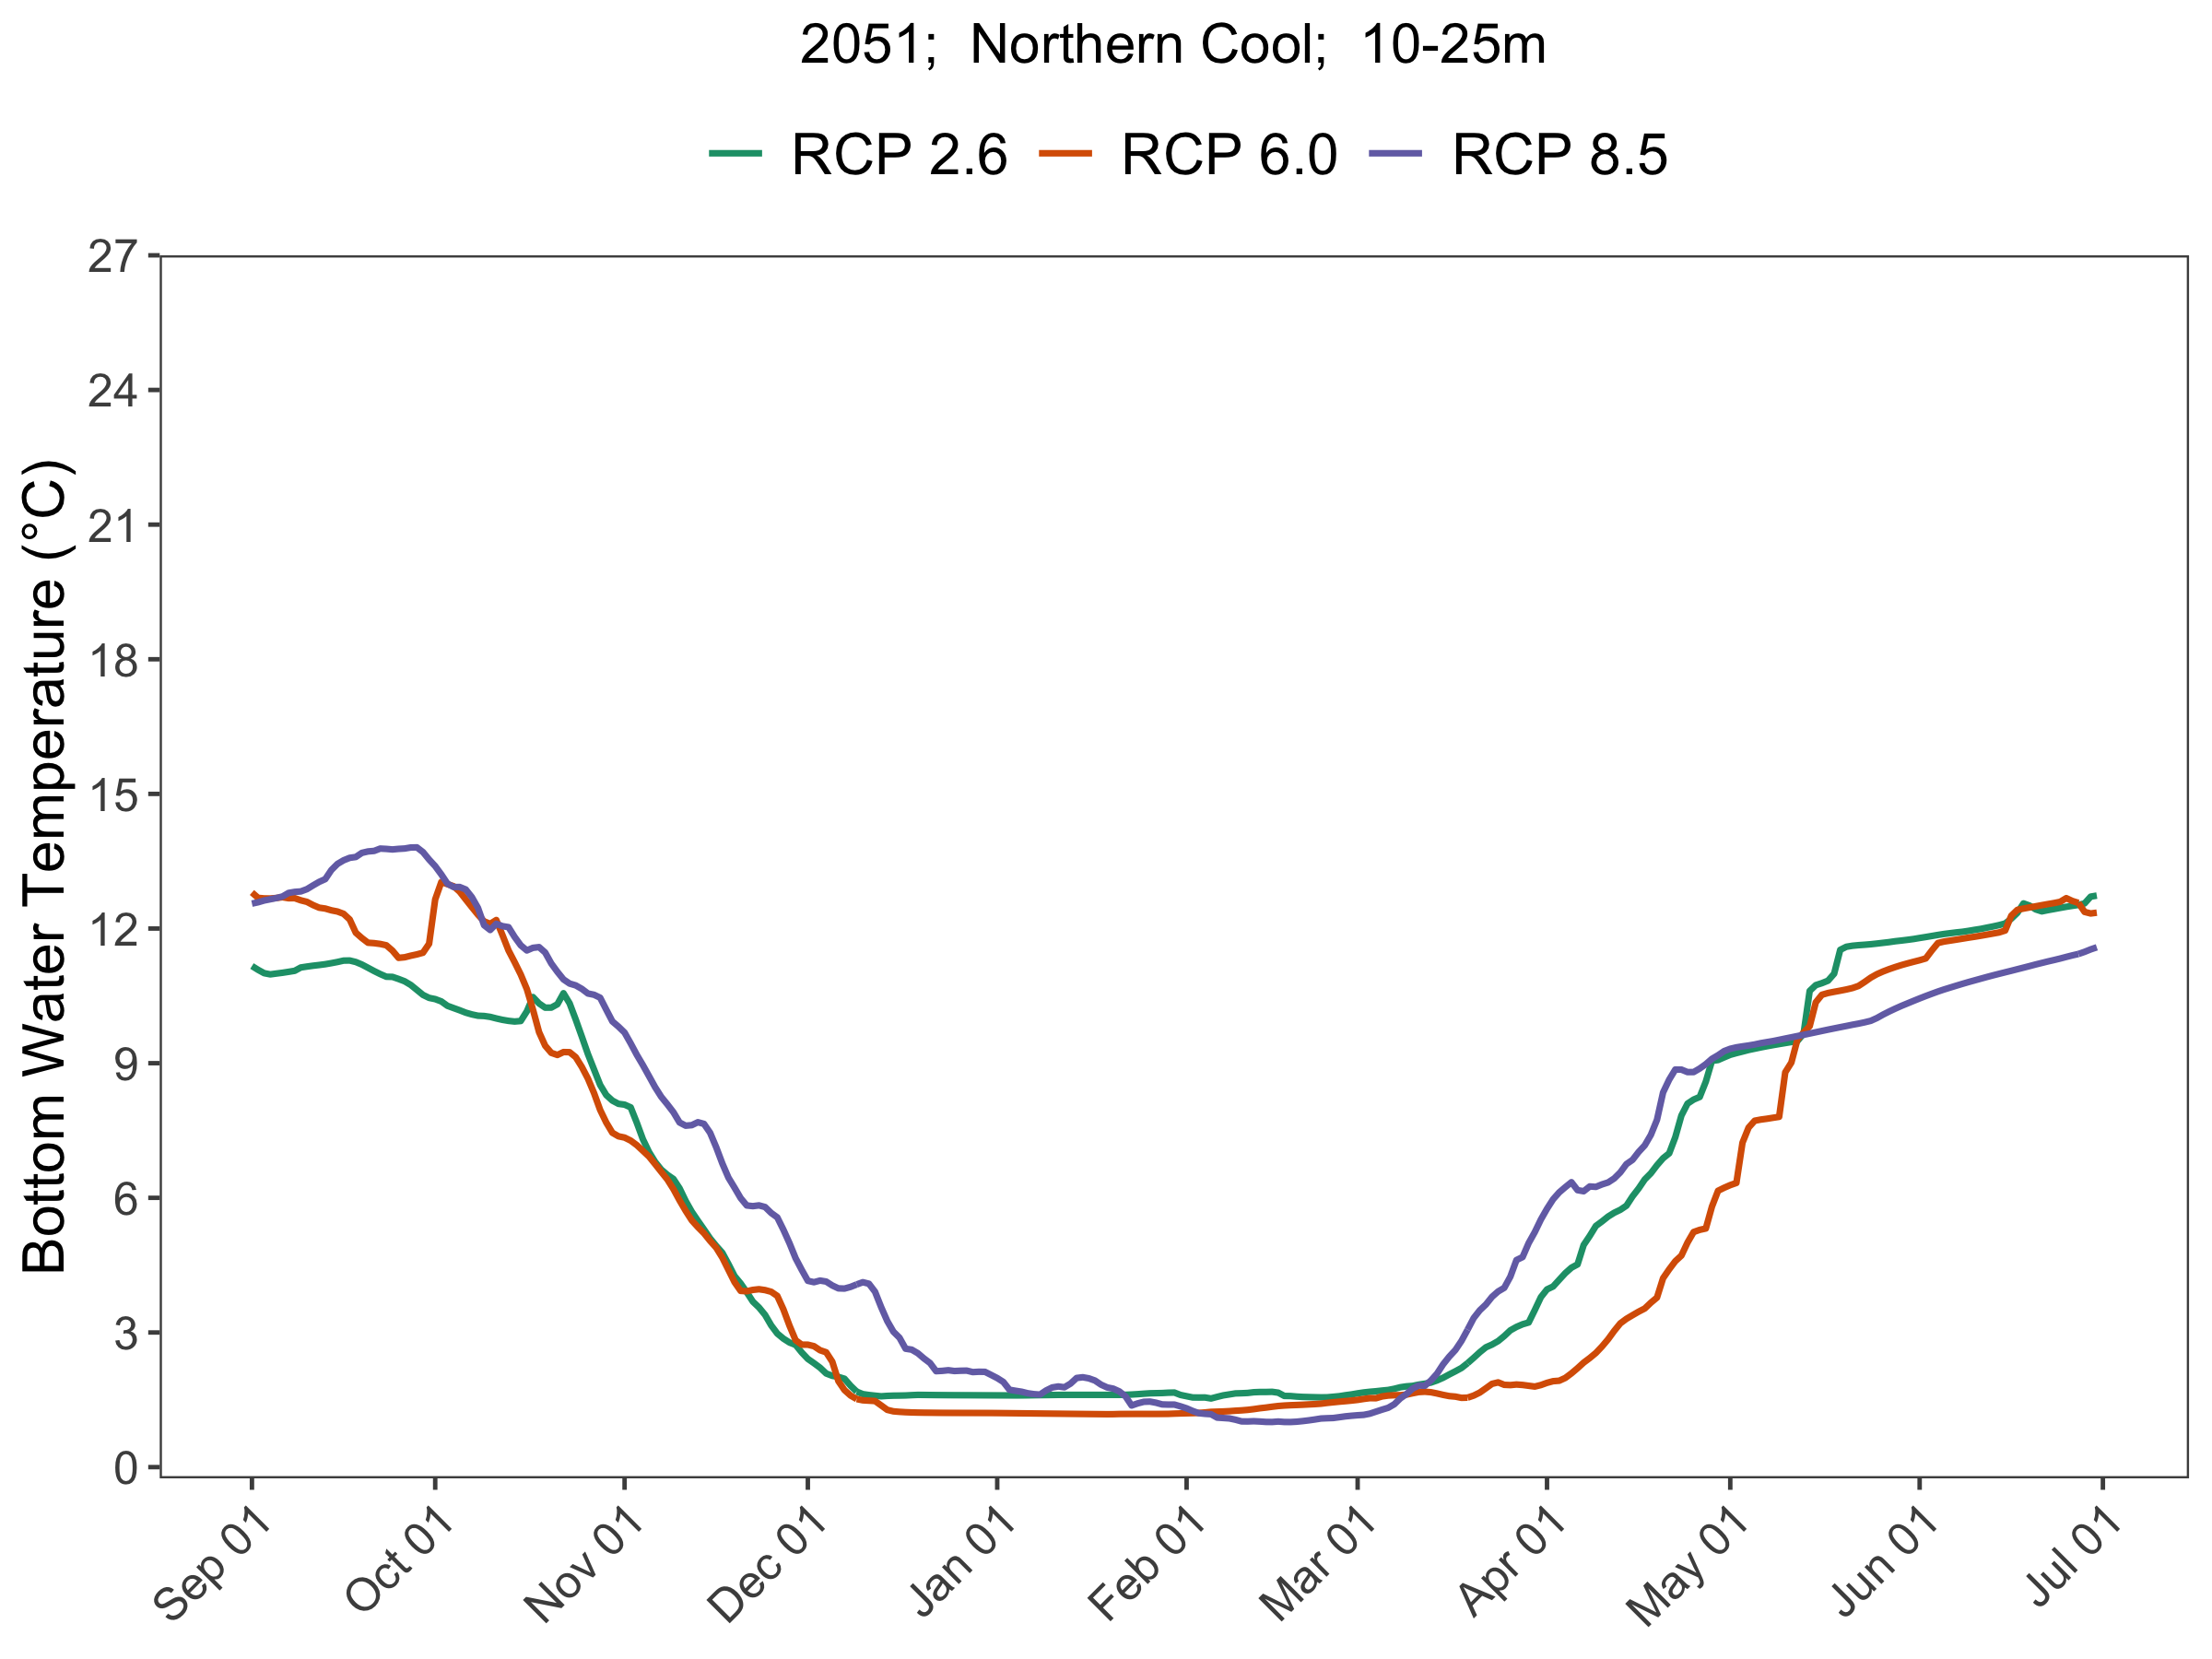 2051;  Northern Cool;  10-25m
RCP 2.6
RCP 6.0
RCP 8.5
Bottom Water Temperature (°C)
27
24
21
18
15
12
9
6
3
0
Sep 01
Oct 01
Nov 01
Dec 01
Jan 01
Feb 01
Mar 01
Apr 01
May 01
Jun 01
Jul 01